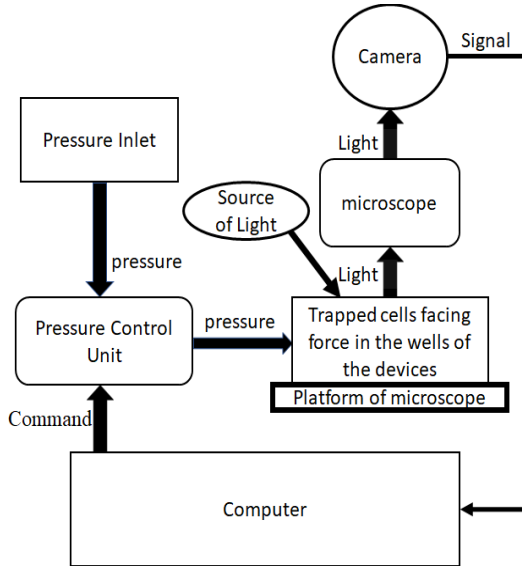 Camera
Signal
Light
Pressure Inlet
Source
of Light
microscope
pressure
Light
Pressure Control
Unit
pressure
Trapped cells facing
force in the wells of
the devices
Platform of microscope
Command
Computer